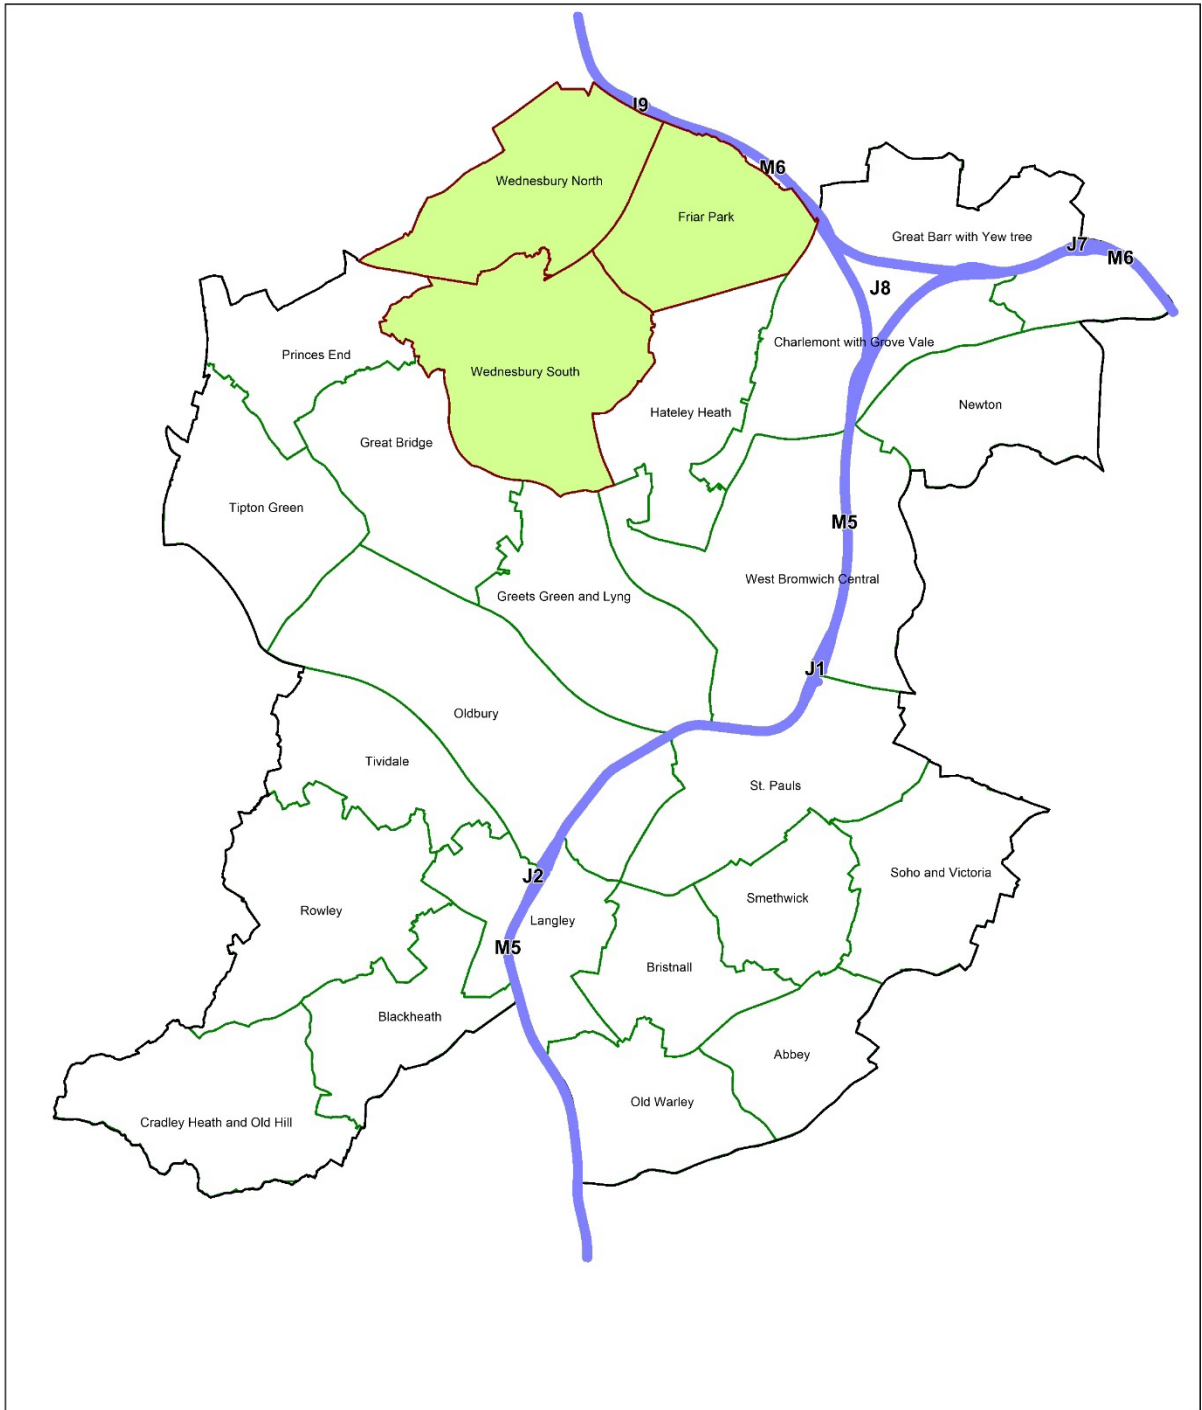 J9
M6
Wednesbury North
Friar Park
Great Barr with Yew tree
J7
M6
J8
Charlemont with Grove Vale
Princes End
Wednesbury South
Newton
Hateley Heath
Great Bridge
Tipton Green
M5
West Bromwich Central
Greets Green and Lyng
J1
Oldbury
Tividale
St. Pauls
J2
Soho and Victoria
Smethwick
Rowley
Langley
M5
Bristnall
Blackheath
Abbey
Old Warley
Cradley Heath and Old Hill